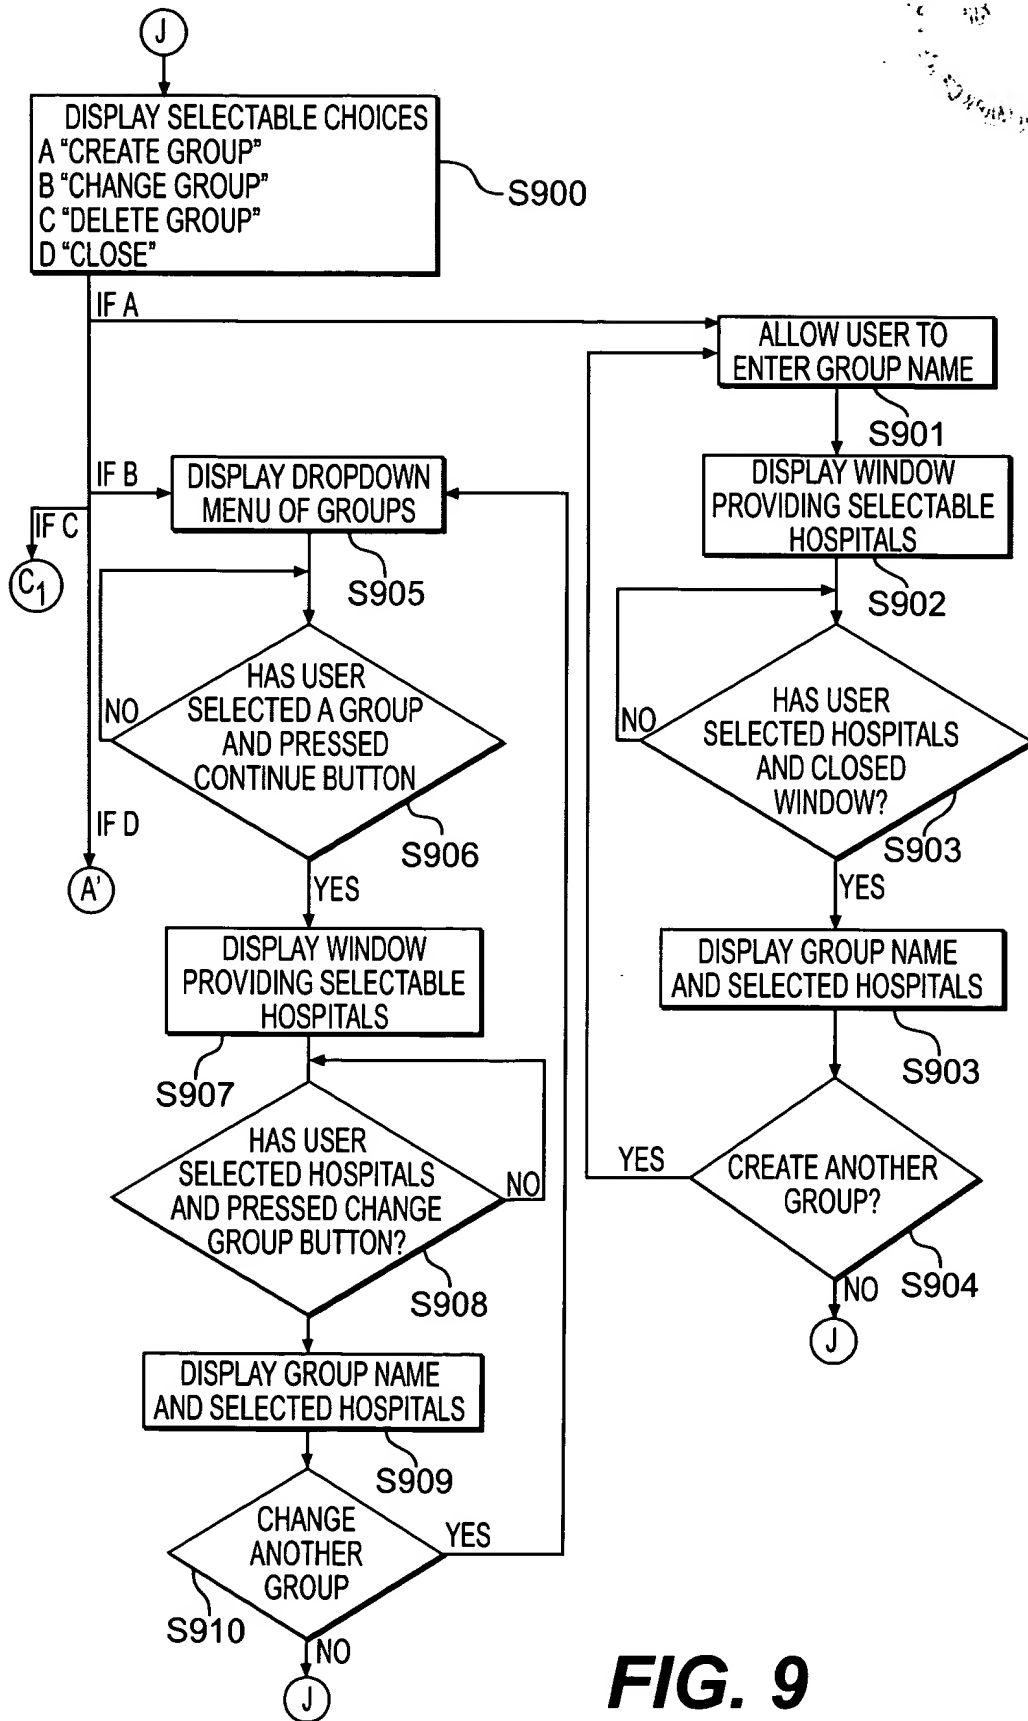 J
DISPLAY SELECTABLE CHOICES
A "CREATE GROUP"
B "CHANGE GROUP"
C "DELETE GROUP"
D "CLOSE"
S900
IF A
ALLOW USER TO
ENTER GROUP NAME
S901
IF B
DISPLAY DROPDOWN
MENU OF GROUPS
S905
IF C
C1
DISPLAY WINDOW
PROVIDING SELECTABLE
HOSPITALS
S902
HAS USER
SELECTED A GROUP
AND PRESSED
CONTINUE BUTTON
NO
S906
YES
HAS USER
SELECTED HOSPITALS
AND CLOSED
WINDOW?
NO
S903
YES
IF D
A'
DISPLAY WINDOW
PROVIDING SELECTABLE
HOSPITALS
S907
DISPLAY GROUP NAME
AND SELECTED HOSPITALS
S903
HAS USER
SELECTED HOSPITALS
AND PRESSED CHANGE
GROUP BUTTON?
NO
S908
CREATE ANOTHER
GROUP?
YES
S904
NO
J
DISPLAY GROUP NAME
AND SELECTED HOSPITALS
S909
CHANGE
ANOTHER
GROUP
YES
S910
NO
J
FIG. 9